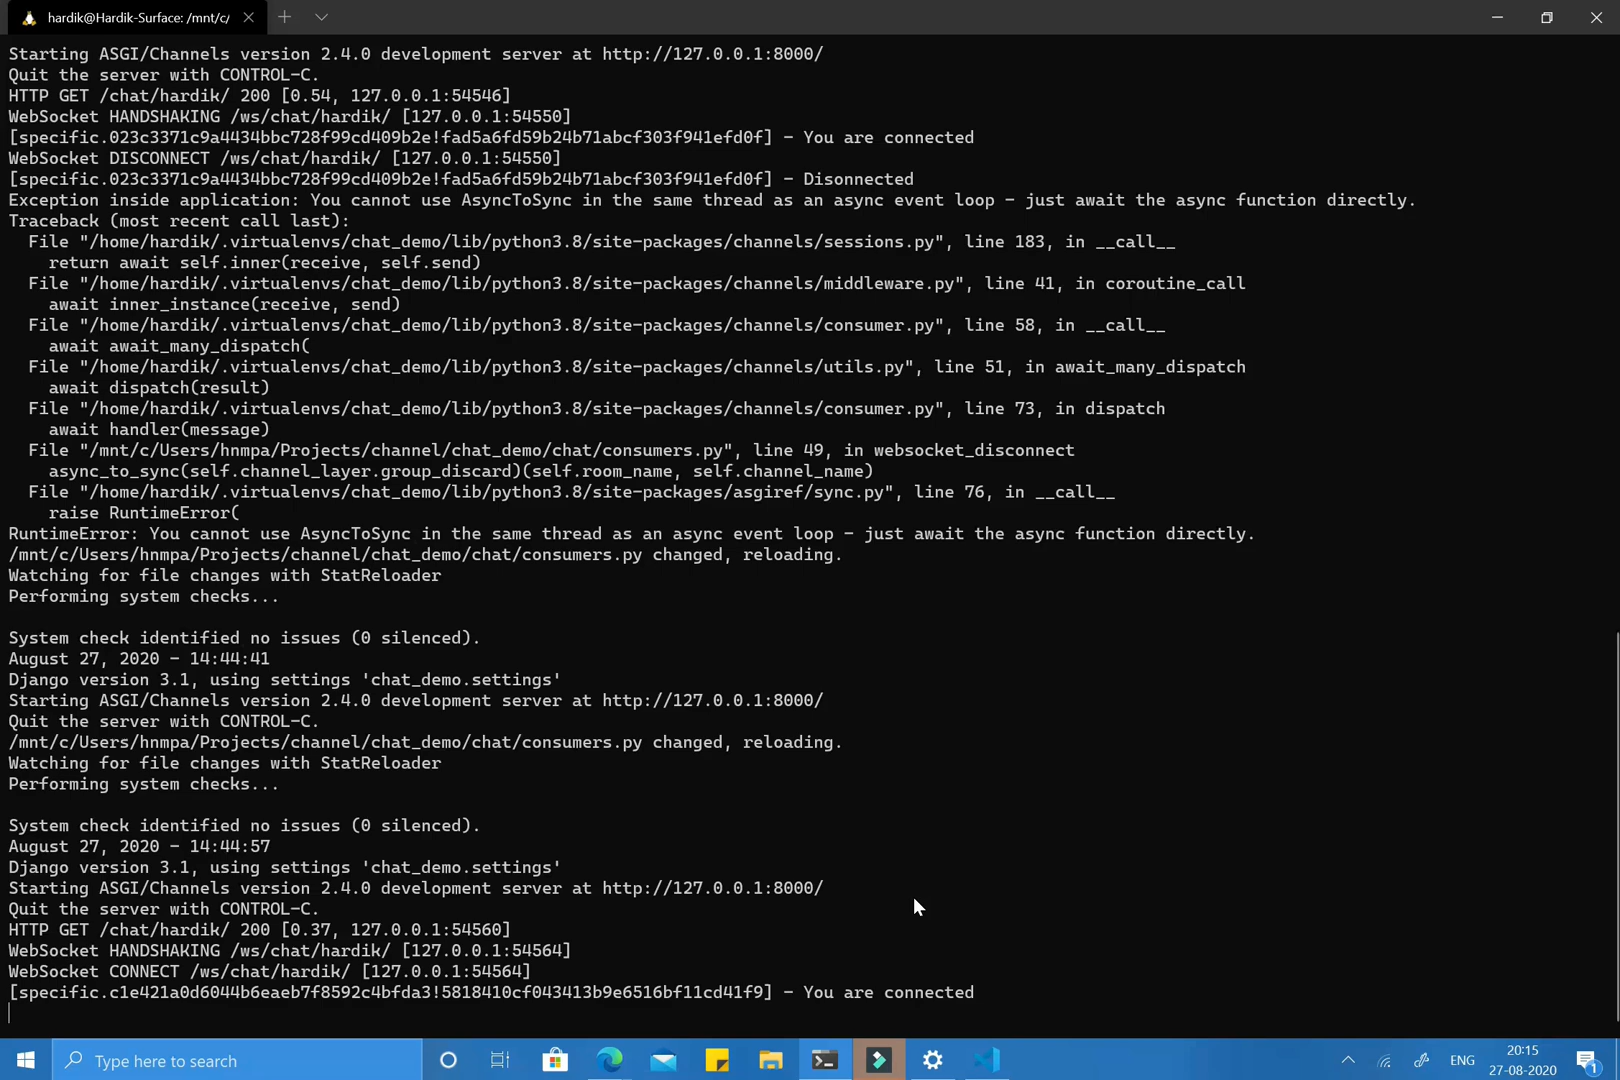 hardik@Hardik-Surface: /mnt/c/
Starting ASGI/Channels version 2.4.0 development server at http://127.0.0.1:8000/
Quit the server with CONTROL-C.
HTTP GET /chat/hardik/ 200 [0.54, 127.0.0.1:54546]
WebSocket HANDSHAKING /ws/chat/hardik/ [127.0.0.1:54550]
[specific.023c3371c9a4434bbc728f99cd409b2e!fad5a6fd59b24b71abcf303f941efd0f] - You are connected
WebSocket DISCONNECT /ws/chat/hardik/ [127.0.0.1:54550]
[specific.023c3371c9a4434bbc728f99cd409b2e!fad5a6fd59b24b71abcf303f941efd0f] - Disonnected
Exception inside application: You cannot use AsyncToSync in the same thread as an async event loop - just await the async function directly.
Traceback (most recent call last):
  File "/home/hardik/.virtualenvs/chat_demo/lib/python3.8/site-packages/channels/sessions.py", line 183, in __call__
    return await self.inner(receive, self.send)
  File "/home/hardik/.virtualenvs/chat_demo/lib/python3.8/site-packages/channels/middleware.py", line 41, in coroutine_call
    await inner_instance(receive, send)
  File "/home/hardik/.virtualenvs/chat_demo/lib/python3.8/site-packages/channels/consumer.py", line 58, in __call__
    await await_many_dispatch(
  File "/home/hardik/.virtualenvs/chat_demo/lib/python3.8/site-packages/channels/utils.py", line 51, in await_many_dispatch
    await dispatch(result)
  File "/home/hardik/.virtualenvs/chat_demo/lib/python3.8/site-packages/channels/consumer.py", line 73, in dispatch
    await handler(message)
  File "/mnt/c/Users/hnmpa/Projects/channel/chat_demo/chat/consumers.py", line 49, in websocket_disconnect
    async_to_sync(self.channel_layer.group_discard)(self.room_name, self.channel_name)
  File "/home/hardik/.virtualenvs/chat_demo/lib/python3.8/site-packages/asgiref/sync.py", line 76, in __call__
    raise RuntimeError(
RuntimeError: You cannot use AsyncToSync in the same thread as an async event loop - just await the async function directly.
/mnt/c/Users/hnmpa/Projects/channel/chat_demo/chat/consumers.py changed, reloading.
Watching for file changes with StatReloader
Performing system checks...
System check identified no issues (0 silenced).
August 27, 2020 - 14:44:41
Django version 3.1, using settings 'chat_demo.settings'
Starting ASGI/Channels version 2.4.0 development server at http://127.0.0.1:8000/
Quit the server with CONTROL-C.
/mnt/c/Users/hnmpa/Projects/channel/chat_demo/chat/consumers.py changed, reloading.
Watching for file changes with StatReloader
Performing system checks...
System check identified no issues (0 silenced).
August 27, 2020 - 14:44:57
Django version 3.1, using settings 'chat_demo.settings'
Starting ASGI/Channels version 2.4.0 development server at http://127.0.0.1:8000/
Quit the server with CONTROL-C.
HTTP GET /chat/hardik/ 200 [0.37, 127.0.0.1:54560]
WebSocket HANDSHAKING /ws/chat/hardik/ [127.0.0.1:54564]
WebSocket CONNECT /ws/chat/hardik/ [127.0.0.1:54564]
[specific.c1e421a0d6044b6eaeb7f8592c4bfda3!5818410cf043413b9e6516bf11cd41f9] - You are connected
Type here to search
ENG
20:15
27-08-2020
1